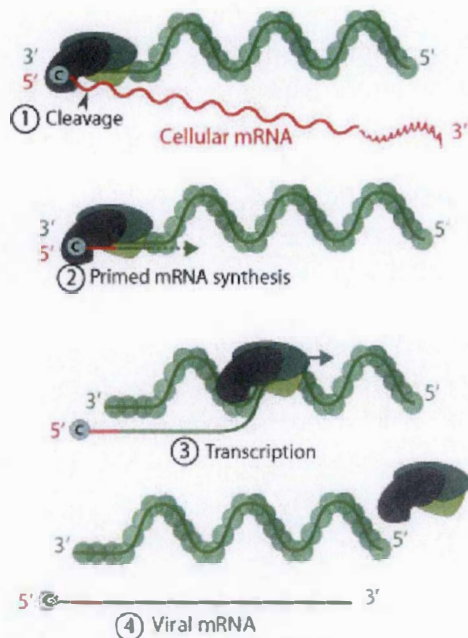 3'
5'
C
5'
① Cleavage
Cellular mRNA
3'
3'
5'
C
5'
② Primed mRNA synthesis
3'
5'
5'
C
③ Transcription
3'
5'
5'
C
3'
④ Viral mRNA